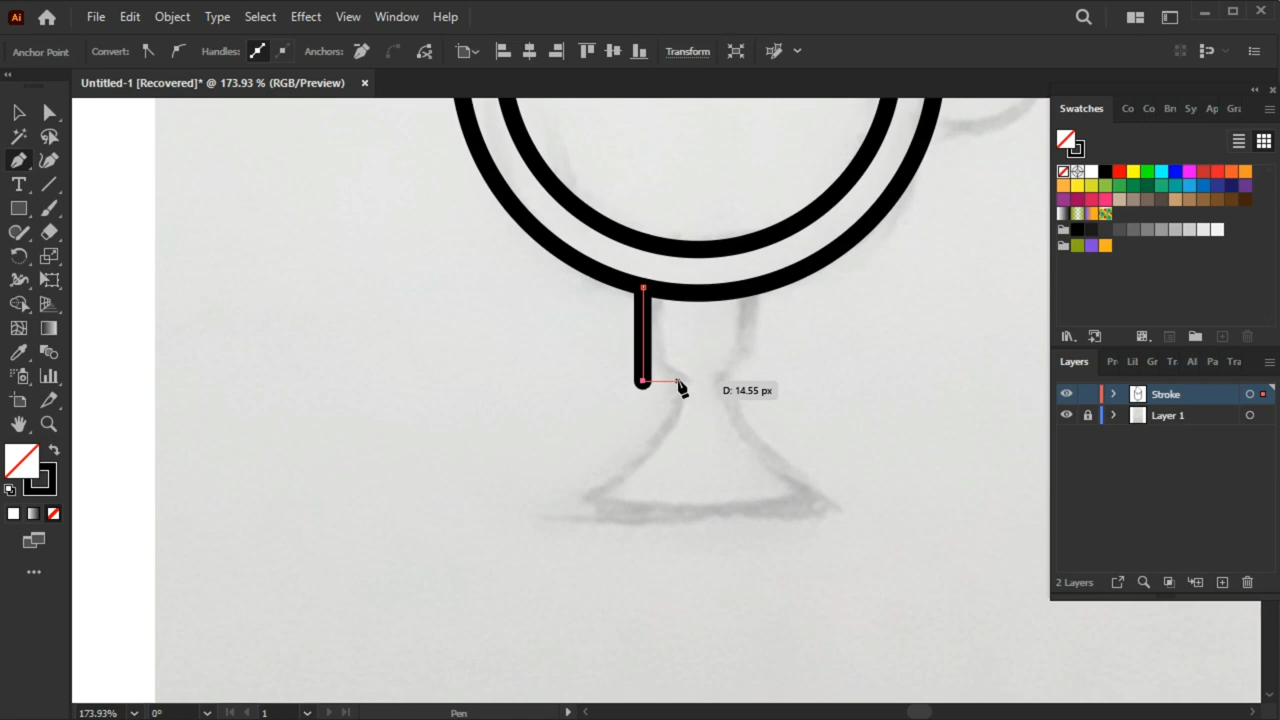 Ai File Edit Object Type Select Effect View Window Help
Anchor Point Convert: Handles: Anchors: Transform
Untitled-1 [Recovered]* @ 173.93 % (RGB/Preview) ×
Swatches Co Co Bru Sy Ap Gra
D: 14.55 px
Layers Pr Lil Gr Tr Al Pa Tra
Stroke
Layer 1
2 Layers
173.93% 0° 1 Pen